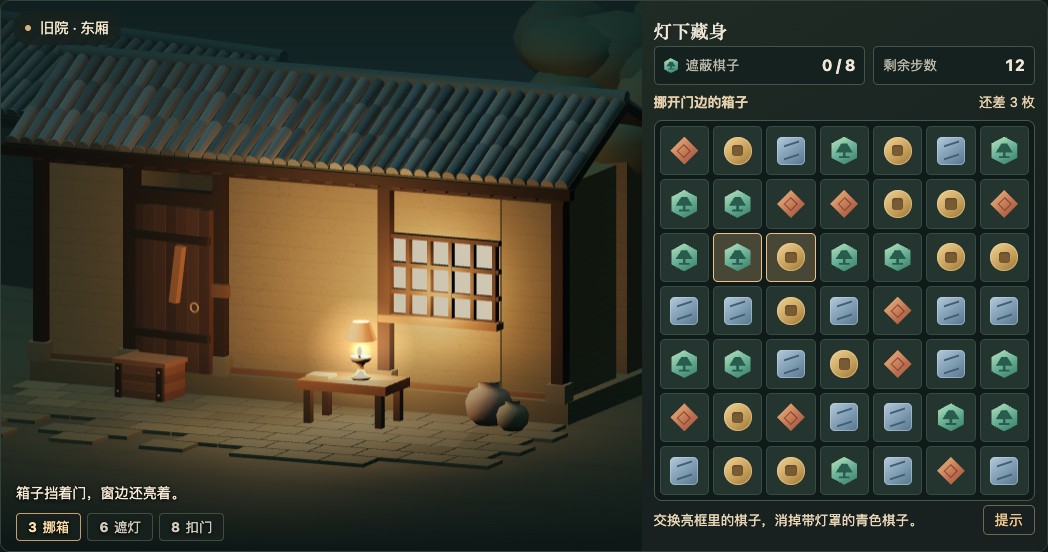 旧院 · 东厢
灯下藏身
遮蔽棋子 0 / 8
剩余步数 12
挪开门边的箱子 还差 3 枚
箱子挡着门，窗边还亮着。
3 挪箱 6 遮灯 8 扣门
交换亮框里的棋子，消掉带灯罩的青色棋子。 提示